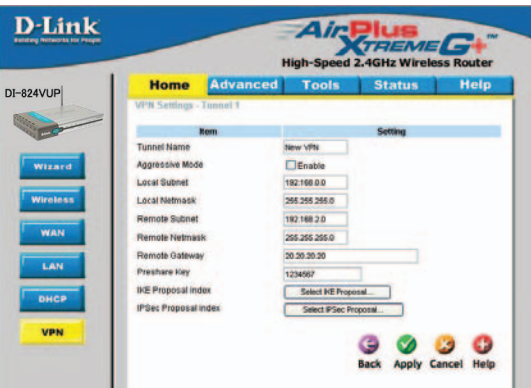 D-Link
Building Networks for People
AirPlus
XTREME G+™
High-Speed 2.4GHz Wireless Router
DI-824VUP
Home Advanced Tools Status Help
VPN Settings - Tunnel 1
Item Setting
Tunnel Name New VPN
Aggressive Mode Enable
Local Subnet 192.168.0.0
Local Netmask 255.255.255.0
Remote Subnet 192.168.2.0
Remote Netmask 255.255.255.0
Remote Gateway 20.20.20.20
Preshare Key 1234567
IKE Proposal index Select IKE Proposal...
IPSec Proposal index Select IPSec Proposal...
Wizard
Wireless
WAN
LAN
DHCP
VPN
Back Apply Cancel Help